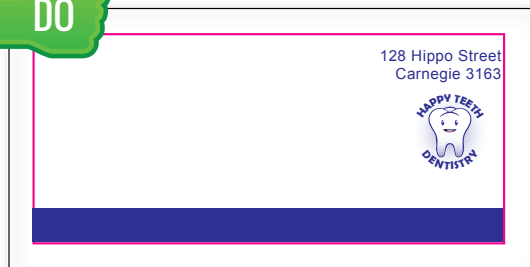 DO
128 Hippo Street
Carnegie 3163
HAPPY TEETH
DENTISTRY